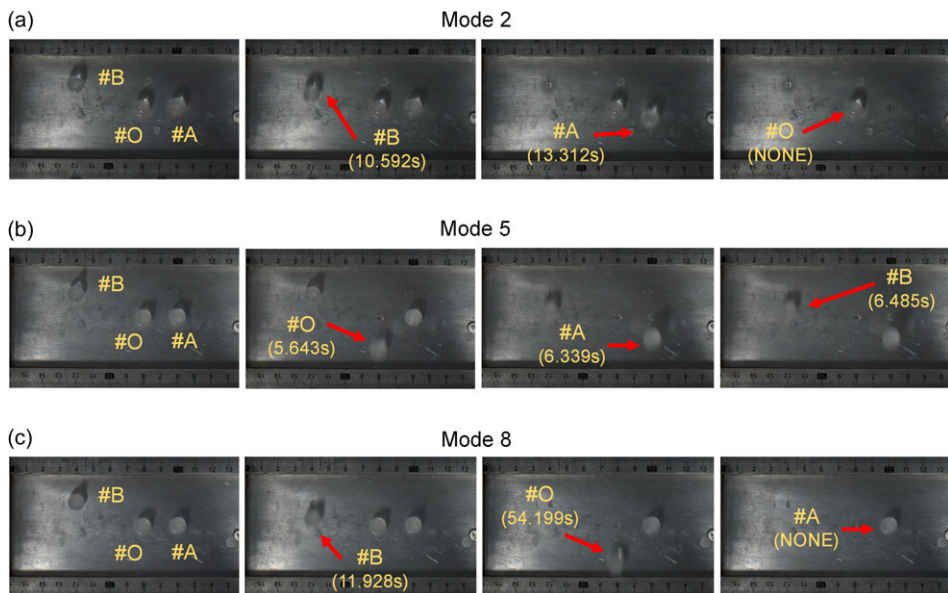 (a)
Mode 2
#B
#O
#A
#B
(10.592s)
#A
(13.312s)
#O
(NONE)
(b)
Mode 5
#B
#O
#A
#O
(5.643s)
#A
(6.339s)
#B
(6.485s)
(c)
Mode 8
#B
#O
#A
#B
(11.928s)
#O
(54.199s)
#A
(NONE)